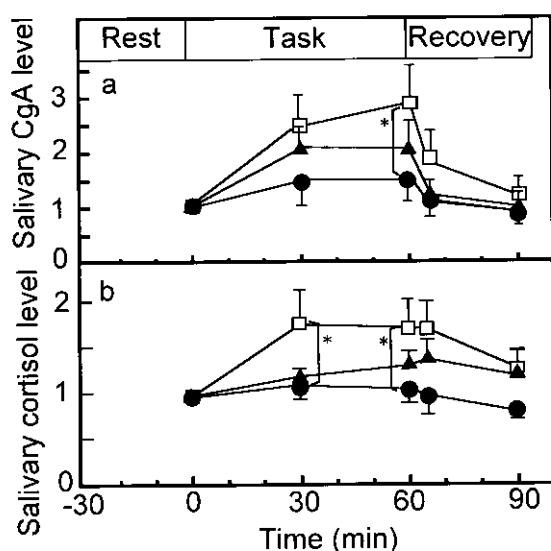 Rest Task Recovery
a
Salivary CgA level
3
2
1
0
*
b
Salivary cortisol level
2
1
0
* *
-30 0 30 60 90
Time (min)